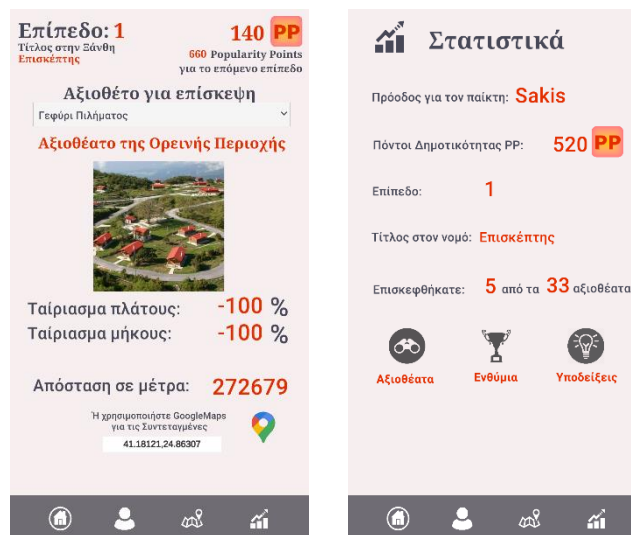 Επίπεδο: 1
Τίτλος στην Ξάνθη
Επισκέπτης
140 PP
660 Popularity Points
για το επόμενο επίπεδο
Αξιοθέτο για επίσκεψη
Γεφύρι Πιλήματος
Αξιοθέατο της Ορεινής Περιοχής
Ταίριασμα πλάτους: -100 %
Ταίριασμα μήκους: -100 %
Απόσταση σε μέτρα: 272679
Ή χρησιμοποιήστε GoogleMaps
για τις Συντεταγμένες
41.18121,24.86307
Στατιστικά
Πρόοδος για τον παίκτη: Sakis
Πόντοι Δημοτικότητας PP: 520 PP
Επίπεδο: 1
Τίτλος στον νομό: Επισκέπτης
Επισκεφθήκατε: 5 από τα 33 αξιοθέατα
Αξιοθέατα Ενθύμια Υποδείξεις